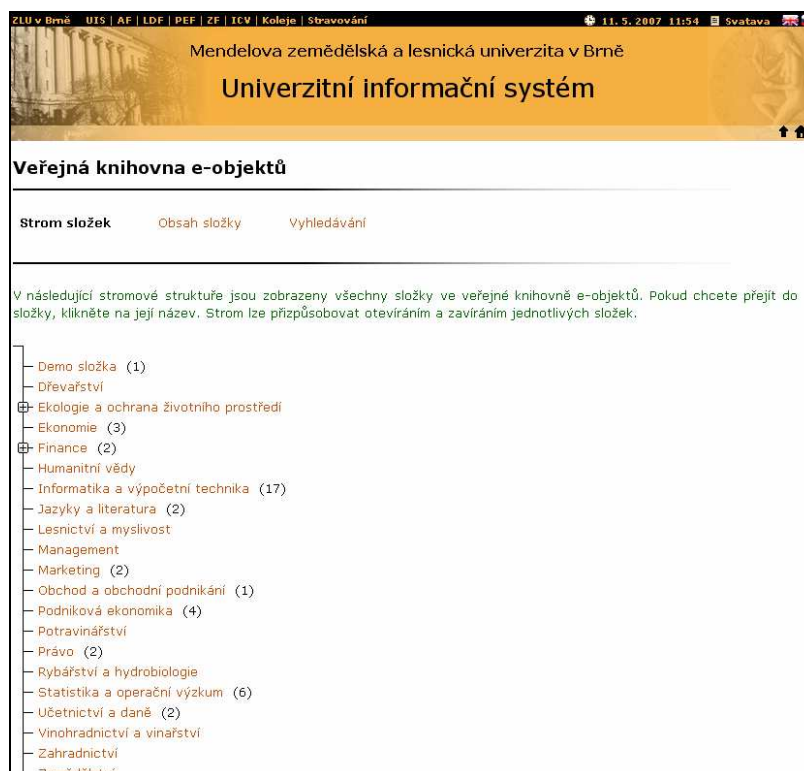 ZLU v Brně UIS | AF | LDF | PEF | ZF | ICV | Koleje | Stravování 11. 5. 2007 11:54 Svatava
Mendelova zemědělská a lesnická univerzita v Brně
Univerzitní informační systém
Veřejná knihovna e-objektů
Strom složek Obsah složky Vyhledávání
V následující stromové struktuře jsou zobrazeny všechny složky ve veřejné knihovně e-objektů. Pokud chcete přejít do
složky, klikněte na její název. Strom lze přizpůsobovat otevíráním a zavíráním jednotlivých složek.
Demo složka (1)
Dřevařství
Ekologie a ochrana životního prostředí
Ekonomie (3)
Finance (2)
Humanitní vědy
Informatika a výpočetní technika (17)
Jazyky a literatura (2)
Lesnictví a myslivost
Management
Marketing (2)
Obchod a obchodní podnikání (1)
Podniková ekonomika (4)
Potravinářství
Právo (2)
Rybářství a hydrobiologie
Statistika a operační výzkum (6)
Účetnictví a daně (2)
Vinohradnictví a vinařství
Zahradnictví